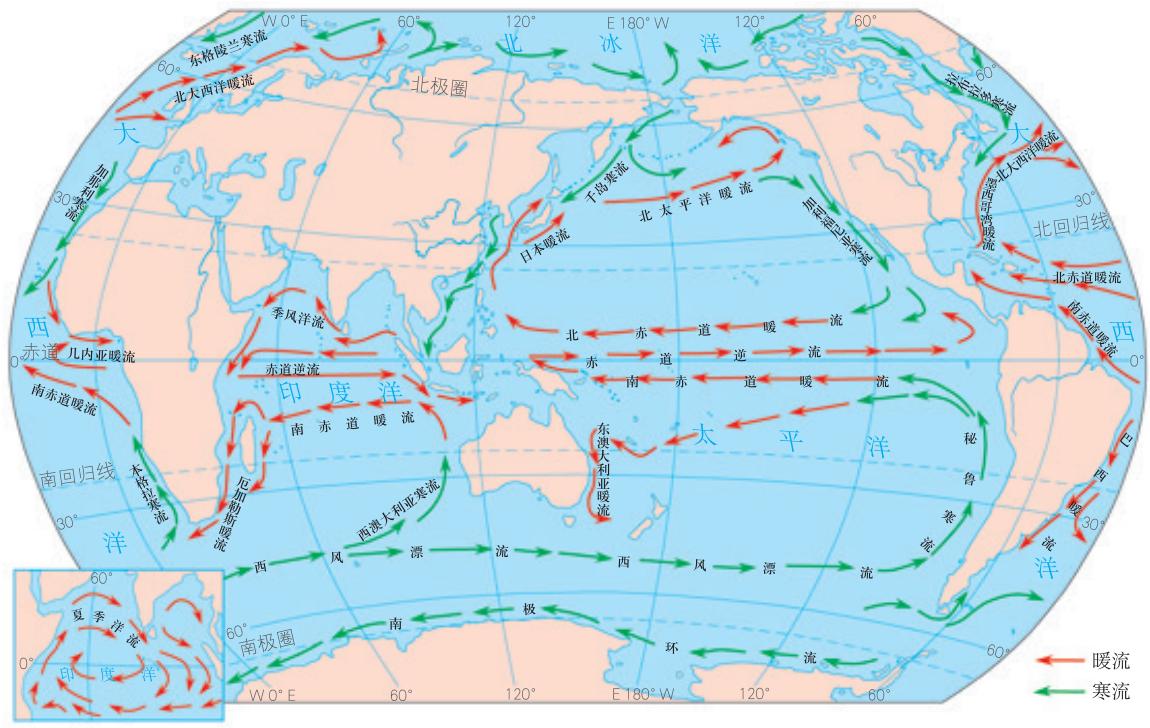 W 0° E
60°
120°
E 180° W
120°
60°
北冰洋
东格陵兰寒流
60°
北大西洋暖流
北极圈
拉布拉多寒流
60°
大
大
北大西洋暖流
加那利寒流
千岛寒流
北太平洋暖流
加利福尼亚寒流
墨西哥湾暖流
30°
30°
北回归线
日本暖流
北赤道暖流
季风洋流
南赤道暖流
西
西
北赤道暖流
0°
赤道
几内亚暖流
赤道逆流
赤道逆流
0°
印度洋
南赤道暖流
南赤道暖流
南赤道暖流
太平洋
东澳大利亚暖流
秘鲁寒流
巴西暖流
南回归线
本格拉寒流
厄加勒斯暖流
西澳大利亚寒流
30°
30°
洋
洋
西风漂流
西风漂流
60°
夏季洋流
0°
印度洋
60°
南极圈
南极环流
60°
W 0° E
60°
120°
E 180° W
120°
60°
暖流
寒流